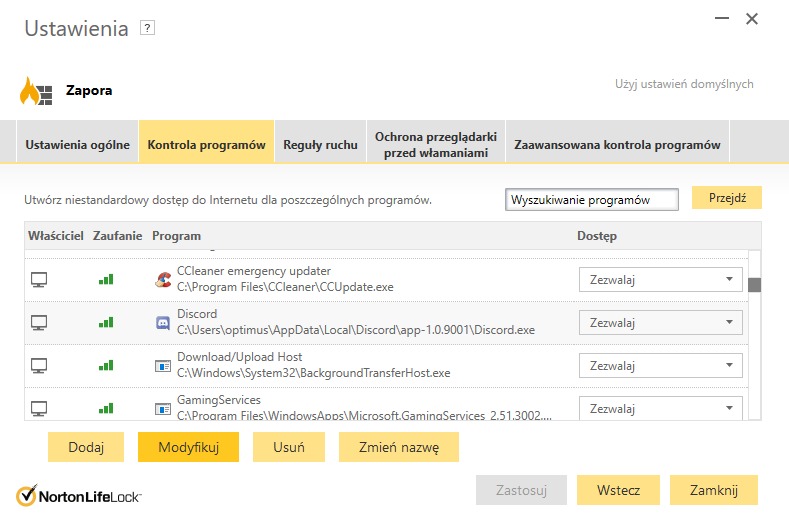 Ustawienia ?
Zapora
Użyj ustawień domyślnych
Ustawienia ogólne
Kontrola programów
Reguły ruchu
Ochrona przeglądarki
przed włamaniami
Zaawansowana kontrola programów
Utwórz niestandardowy dostęp do Internetu dla poszczególnych programów.
Wyszukiwanie programów
Przejdź
Właściciel Zaufanie Program Dostęp
CCleaner emergency updater
C:\Program Files\CCleaner\CCUpdate.exe
Zezwalaj
Discord
C:\Users\optimus\AppData\Local\Discord\app-1.0.9001\Discord.exe
Zezwalaj
Download/Upload Host
C:\Windows\System32\BackgroundTransferHost.exe
Zezwalaj
GamingServices
C:\Program Files\WindowsApps\Microsoft.GamingServices_2.51.3002....
Zezwalaj
Dodaj Modyfikuj Usuń Zmień nazwę
NortonLifeLock
Zastosuj Wstecz Zamknij